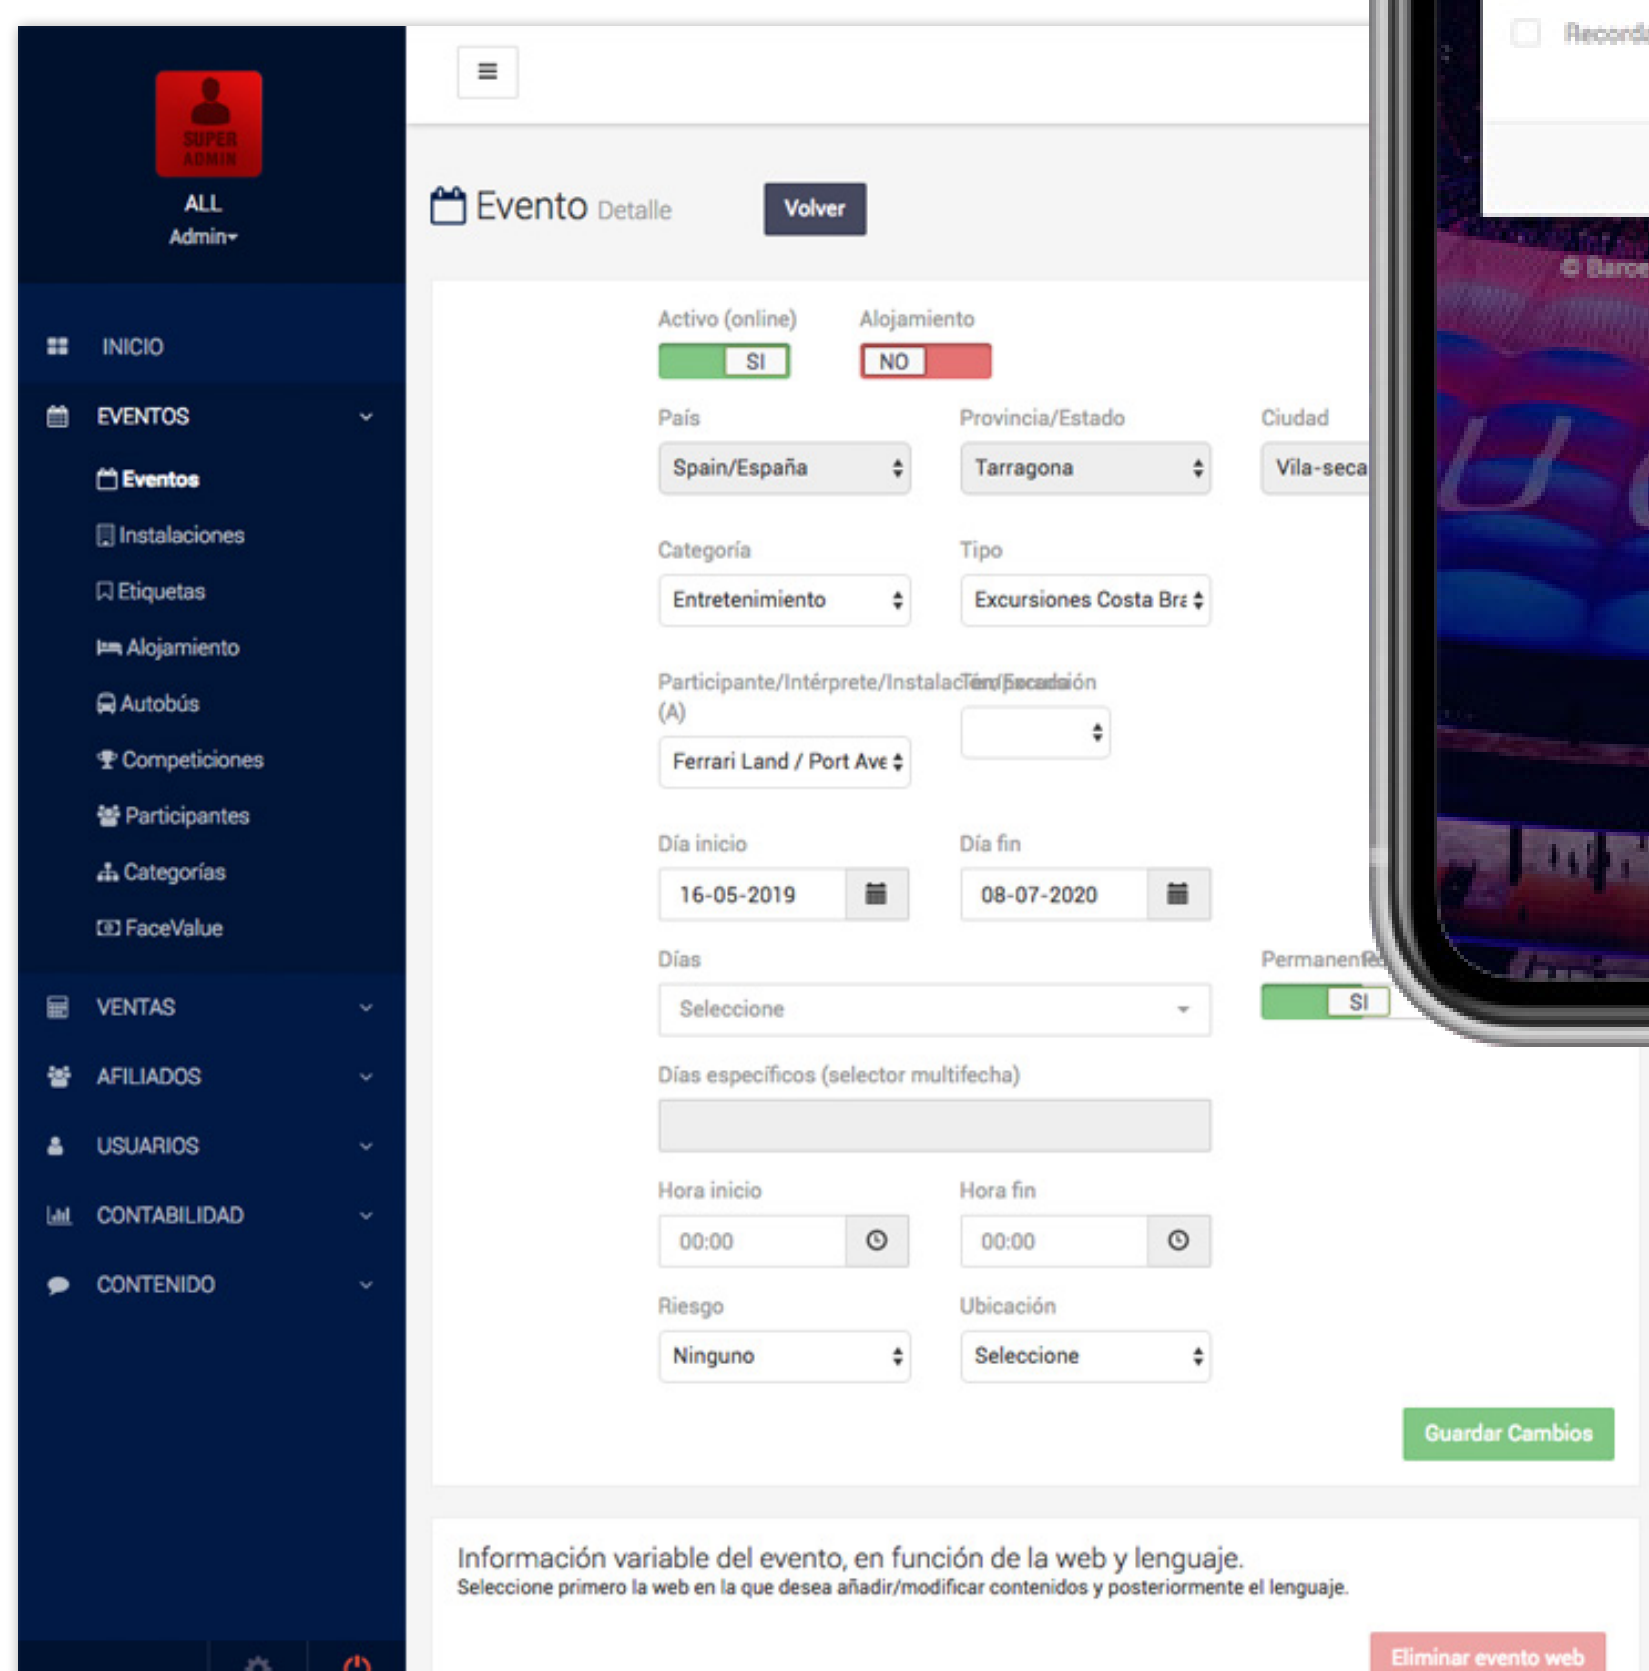 SUPER
ADMIN
ALL
Admin
INICIO
EVENTOS
Eventos
Instalaciones
Etiquetas
Alojamiento
Autobús
Competiciones
Participantes
Categorías
FaceValue
VENTAS
AFILIADOS
USUARIOS
CONTABILIDAD
CONTENIDO
Evento Detalle
Volver
Activo (online) Alojamiento
SI NO
País Provincia/Estado Ciudad
Spain/España Tarragona Vila-seca
Categoría Tipo
Entretenimiento Excursiones Costa Bra
Participante/Intérprete/Instalación/Excursión
(A)
Temporada
Ferrari Land / Port Ave
Día inicio Día fin
16-05-2019 08-07-2020
Días Permanente
Seleccione SI
Días específicos (selector multifecha)
Hora inicio Hora fin
00:00 00:00
Riesgo Ubicación
Ninguno Seleccione
Guardar Cambios
Información variable del evento, en función de la web y lenguaje.
Seleccione primero la web en la que desea añadir/modificar contenidos y posteriormente el lenguaje.
Eliminar evento web
Recorda
© Barce